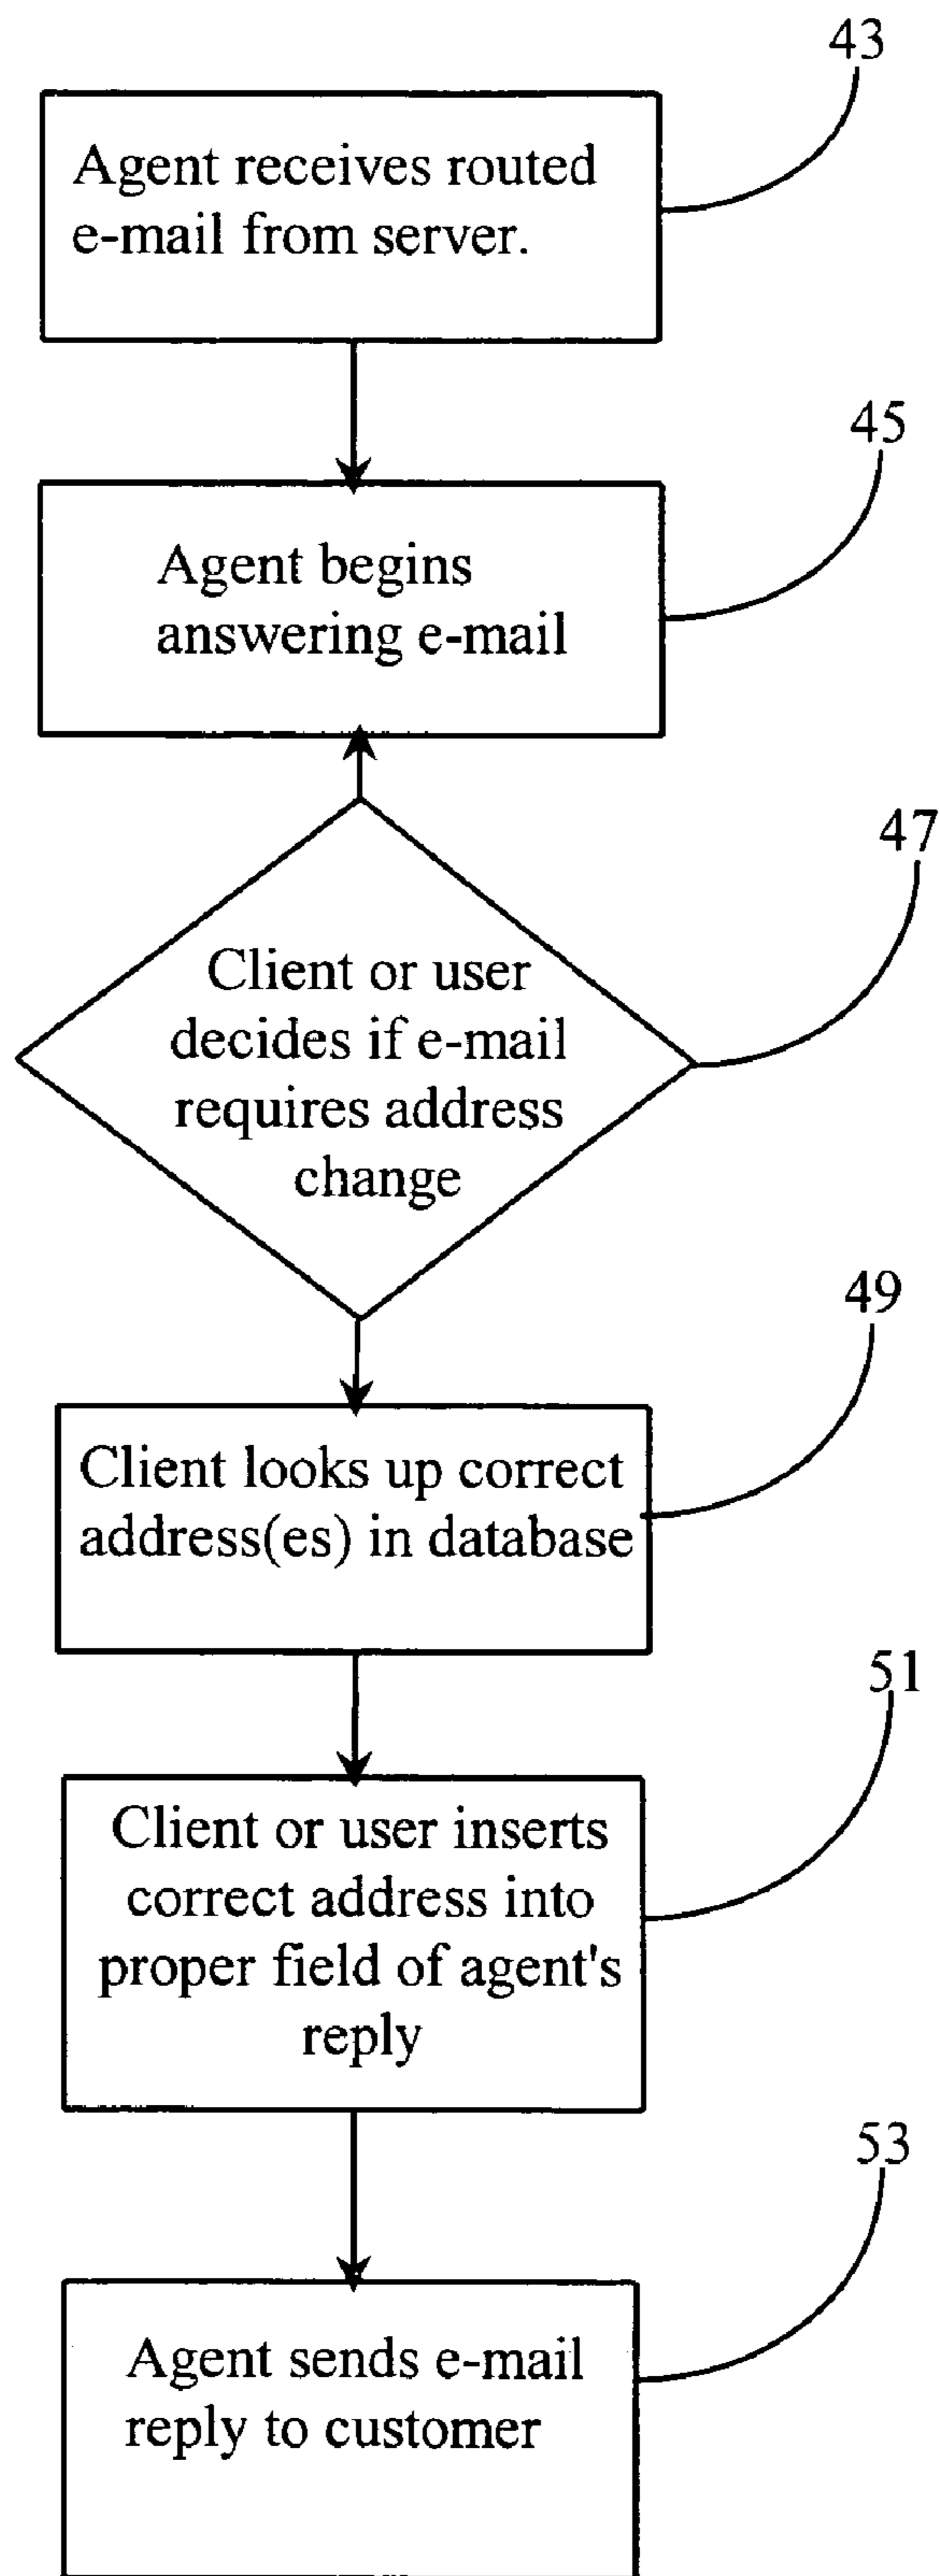 43
Agent receives routed
e-mail from server.
45
Agent begins
answering e-mail
47
Client or user
decides if e-mail
requires address
change
49
Client looks up correct
address(es) in database
51
Client or user inserts
correct address into
proper field of agent's
reply
53
Agent sends e-mail
reply to customer